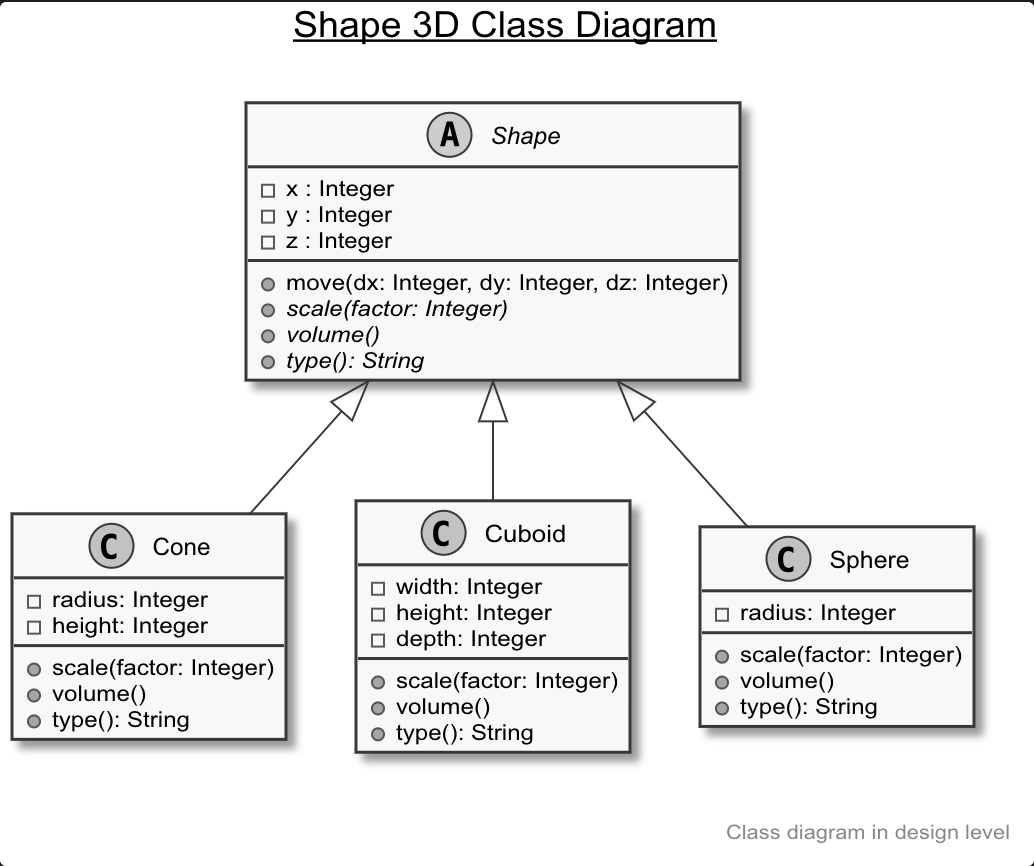 Shape 3D Class Diagram
A Shape
x : Integer
y : Integer
z : Integer
move(dx: Integer, dy: Integer, dz: Integer)
scale(factor: Integer)
volume()
type(): String
C Cone
radius: Integer
height: Integer
scale(factor: Integer)
volume()
type(): String
C Cuboid
width: Integer
height: Integer
depth: Integer
scale(factor: Integer)
volume()
type(): String
C Sphere
radius: Integer
scale(factor: Integer)
volume()
type(): String
Class diagram in design level